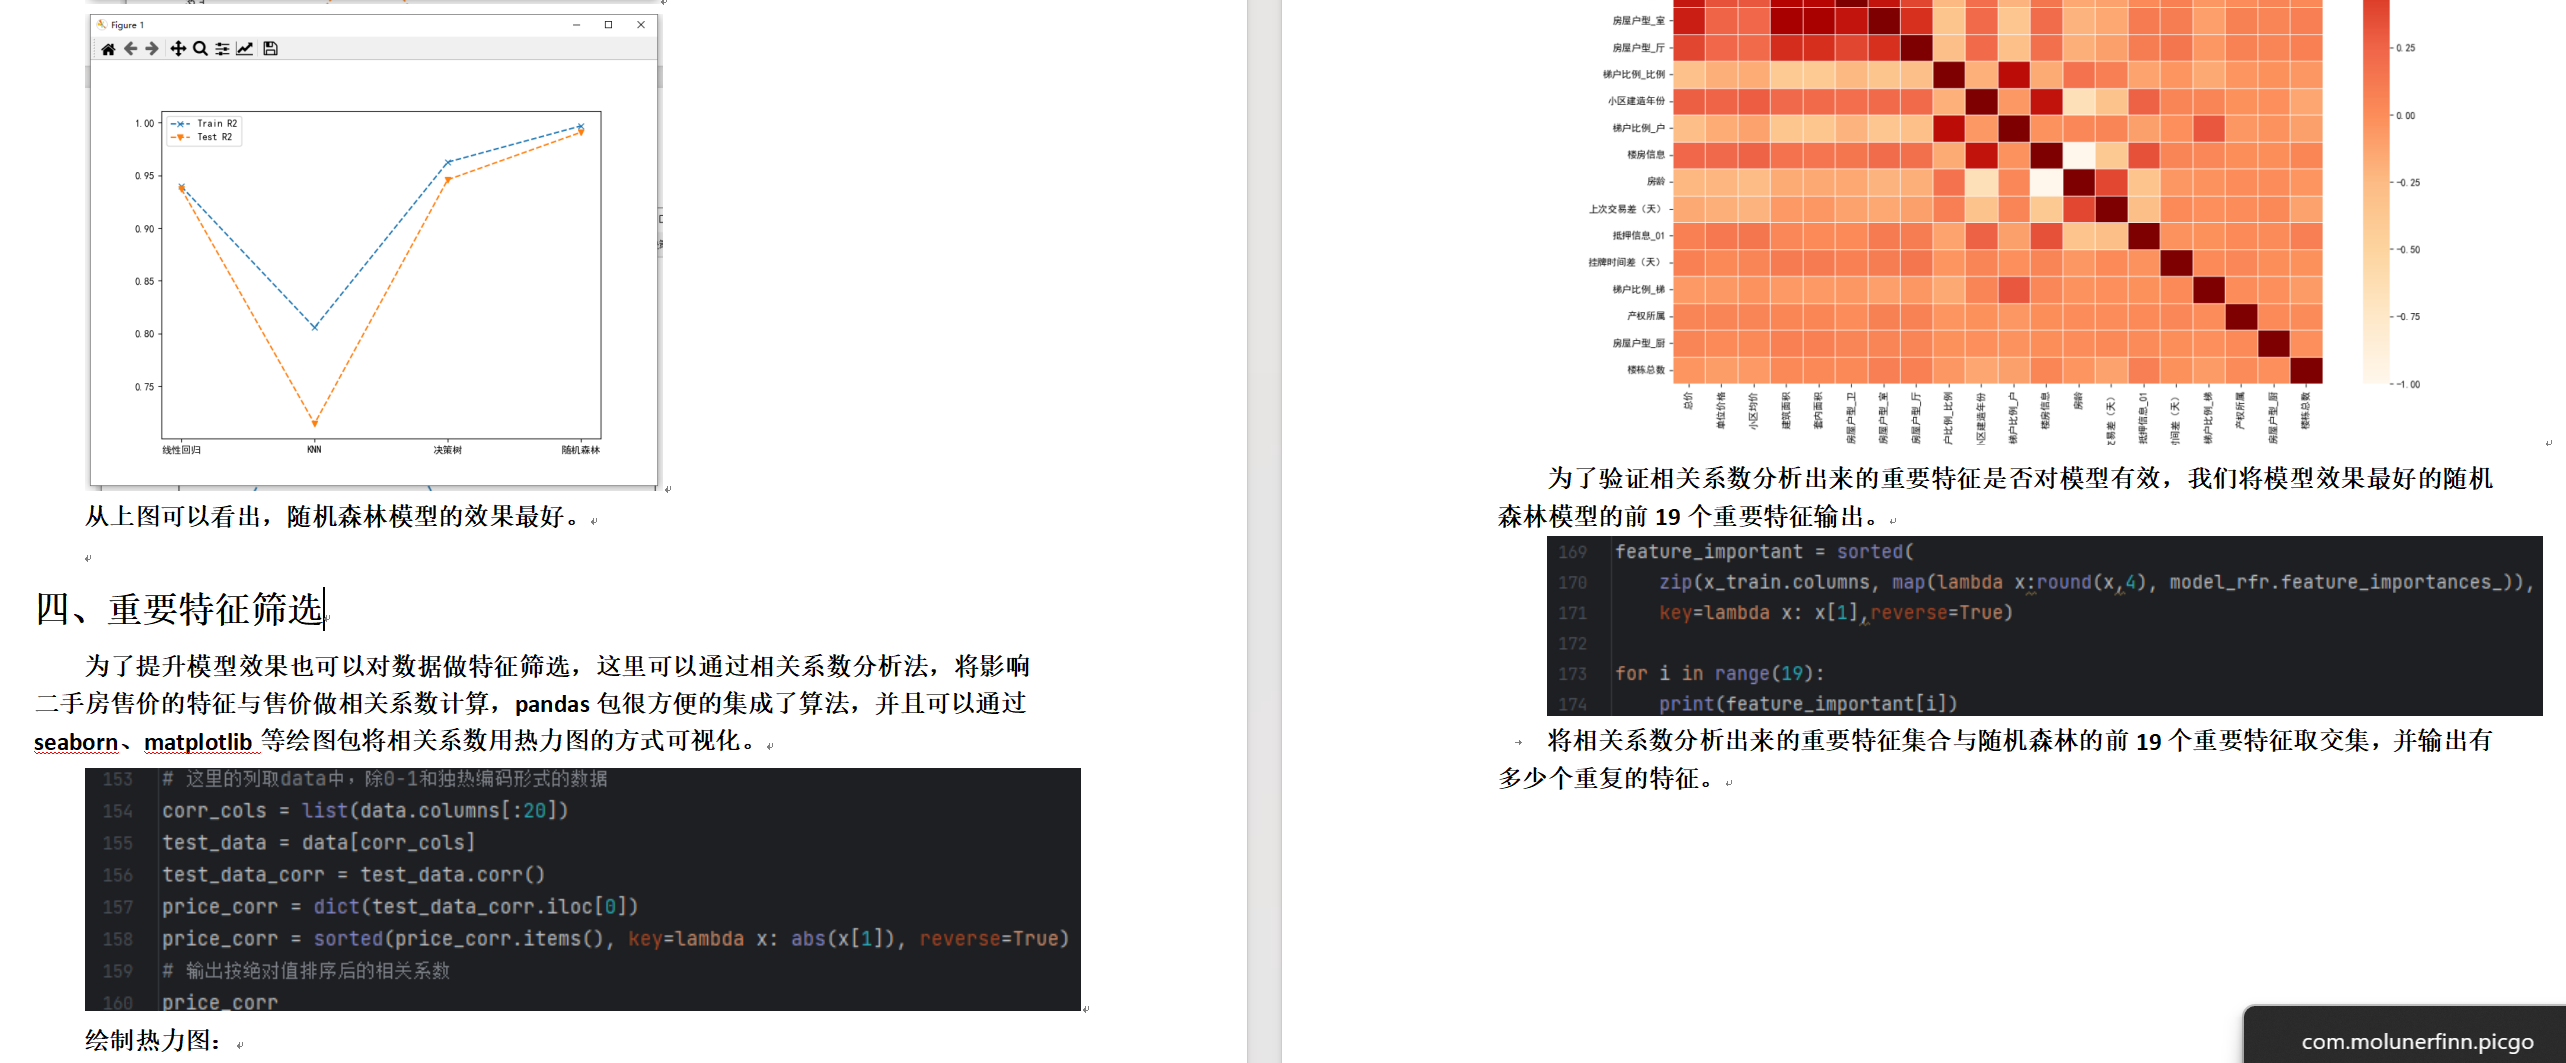 Figure 1
Train R2
Test R2
1.00
0.95
0.90
0.85
0.80
0.75
线性回归
KNN
决策树
随机森林
从上图可以看出，随机森林模型的效果最好。
四、重要特征筛选
为了提升模型效果也可以对数据做特征筛选，这里可以通过相关系数分析法，将影响
二手房售价的特征与售价做相关系数计算，pandas 包很方便的集成了算法，并且可以通过
seaborn、matplotlib 等绘图包将相关系数用热力图的方式可视化。
153 # 这里的列取data中，除0-1和独热编码形式的数据
154 corr_cols = list(data.columns[:20])
155 test_data = data[corr_cols]
156 test_data_corr = test_data.corr()
157 price_corr = dict(test_data_corr.iloc[0])
158 price_corr = sorted(price_corr.items(), key=lambda x: abs(x[1]), reverse=True)
159 # 输出按绝对值排序后的相关系数
160 price_corr
绘制热力图：
房屋户型_室
房屋户型_厅
梯户比例_比例
小区建造年份
梯户比例_户
楼房信息
房龄
上次交易差（天）
抵押信息_01
挂牌时间差（天）
梯户比例_梯
产权所属
房屋户型_厨
楼栋总数
总价
单位价格
小区均价
建筑面积
套内面积
房屋户型_卫
房屋户型_室
房屋户型_厅
户比例_比例
小区建造年份
梯户比例_户
楼房信息
房龄
交易差（天）
抵押信息_01
时间差（天）
梯户比例_梯
产权所属
房屋户型_厨
楼栋总数
0.25
0.00
-0.25
-0.50
-0.75
-1.00
为了验证相关系数分析出来的重要特征是否对模型有效，我们将模型效果最好的随机
森林模型的前 19 个重要特征输出。
169 feature_important = sorted(
170 zip(x_train.columns, map(lambda x:round(x,4), model_rfr.feature_importances_)),
171 key=lambda x: x[1],reverse=True)
172
173 for i in range(19):
174 print(feature_important[i])
将相关系数分析出来的重要特征集合与随机森林的前 19 个重要特征取交集，并输出有
多少个重复的特征。
com.molunerfinn.picgo